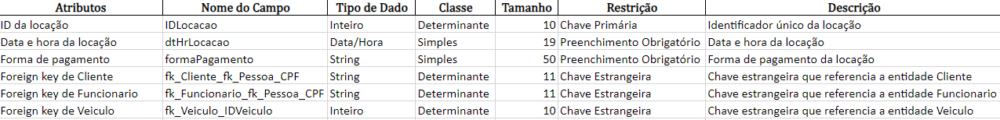 Atributos Nome do Campo Tipo de Dado Classe Tamanho Restrição Descrição
ID da locação IDLocacao Inteiro Determinante 10 Chave Primária Identificador único da locação
Data e hora da locação dtHrLocacao Data/Hora Simples 19 Preenchimento Obrigatório Data e hora da locação
Forma de pagamento formaPagamento String Simples 50 Preenchimento Obrigatório Forma de pagamento da locação
Foreign key de Cliente fk_Cliente_fk_Pessoa_CPF String Determinante 11 Chave Estrangeira Chave estrangeira que referencia a entidade Cliente
Foreign key de Funcionario fk_Funcionario_fk_Pessoa_CPF String Determinante 11 Chave Estrangeira Chave estrangeira que referencia a entidade Funcionario
Foreign key de Veiculo fk_Veiculo_IDVeiculo Inteiro Determinante 10 Chave Estrangeira Chave estrangeira que referencia a entidade Veiculo